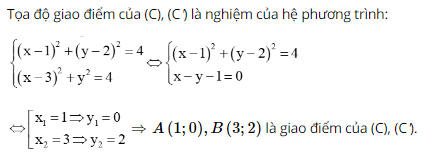 Tọa độ giao điểm của (C), (C') là nghiệm của hệ phương trình:
{(x−1)² + (y−2)² = 4 ⇔ {(x−1)² + (y−2)² = 4
{(x−3)² + y² = 4 {x − y − 1 = 0
⇔ [x₁ = 1 ⇒ y₁ = 0 ⇒ A(1;0), B(3;2) là giao điểm của (C), (C').
[x₂ = 3 ⇒ y₂ = 2